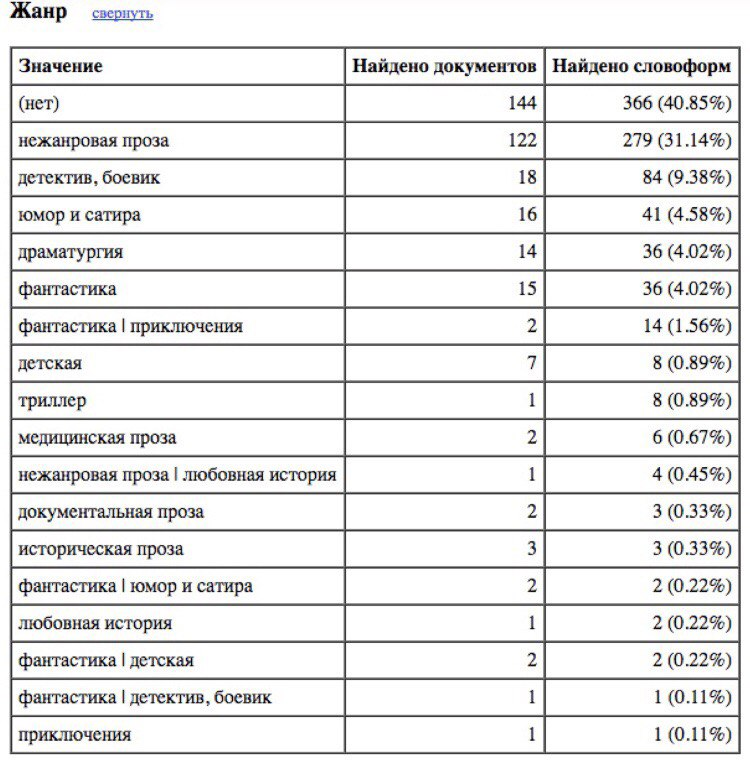 Жанр свернуть
Значение Найдено документов Найдено словоформ
(нет) 144 366 (40.85%)
нежанровая проза 122 279 (31.14%)
детектив, боевик 18 84 (9.38%)
юмор и сатира 16 41 (4.58%)
драматургия 14 36 (4.02%)
фантастика 15 36 (4.02%)
фантастика | приключения 2 14 (1.56%)
детская 7 8 (0.89%)
триллер 1 8 (0.89%)
медицинская проза 2 6 (0.67%)
нежанровая проза | любовная история 1 4 (0.45%)
документальная проза 2 3 (0.33%)
историческая проза 3 3 (0.33%)
фантастика | юмор и сатира 2 2 (0.22%)
любовная история 1 2 (0.22%)
фантастика | детская 2 2 (0.22%)
фантастика | детектив, боевик 1 1 (0.11%)
приключения 1 1 (0.11%)